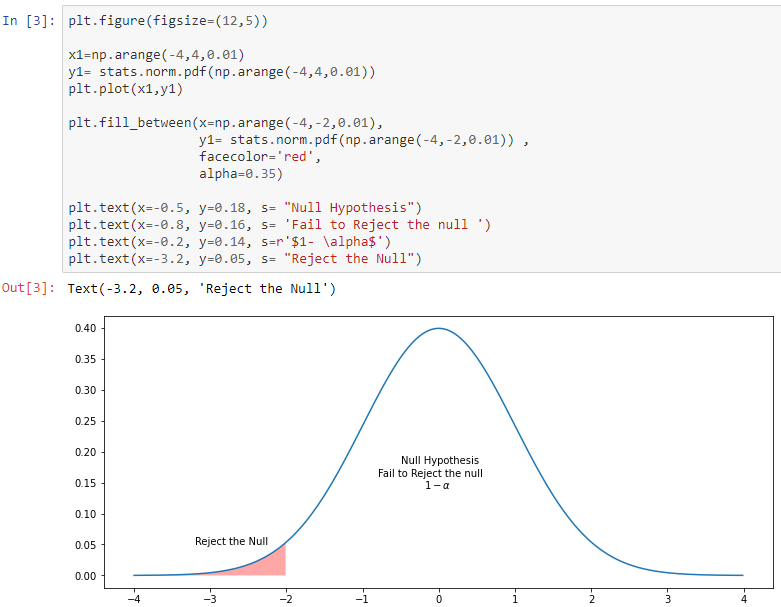 In [3]: plt.figure(figsize=(12,5))
x1=np.arange(-4,4,0.01)
y1= stats.norm.pdf(np.arange(-4,4,0.01))
plt.plot(x1,y1)
plt.fill_between(x=np.arange(-4,-2,0.01),
y1= stats.norm.pdf(np.arange(-4,-2,0.01)) ,
facecolor='red',
alpha=0.35)
plt.text(x=-0.5, y=0.18, s= "Null Hypothesis")
plt.text(x=-0.8, y=0.16, s= 'Fail to Reject the null ')
plt.text(x=-0.2, y=0.14, s=r'$1- \alpha$')
plt.text(x=-3.2, y=0.05, s= "Reject the Null")
Out[3]: Text(-3.2, 0.05, 'Reject the Null')
0.40
0.35
0.30
0.25
0.20
0.15
0.10
0.05
0.00
Null Hypothesis
Fail to Reject the null
1 − α
Reject the Null
−4 −3 −2 −1 0 1 2 3 4